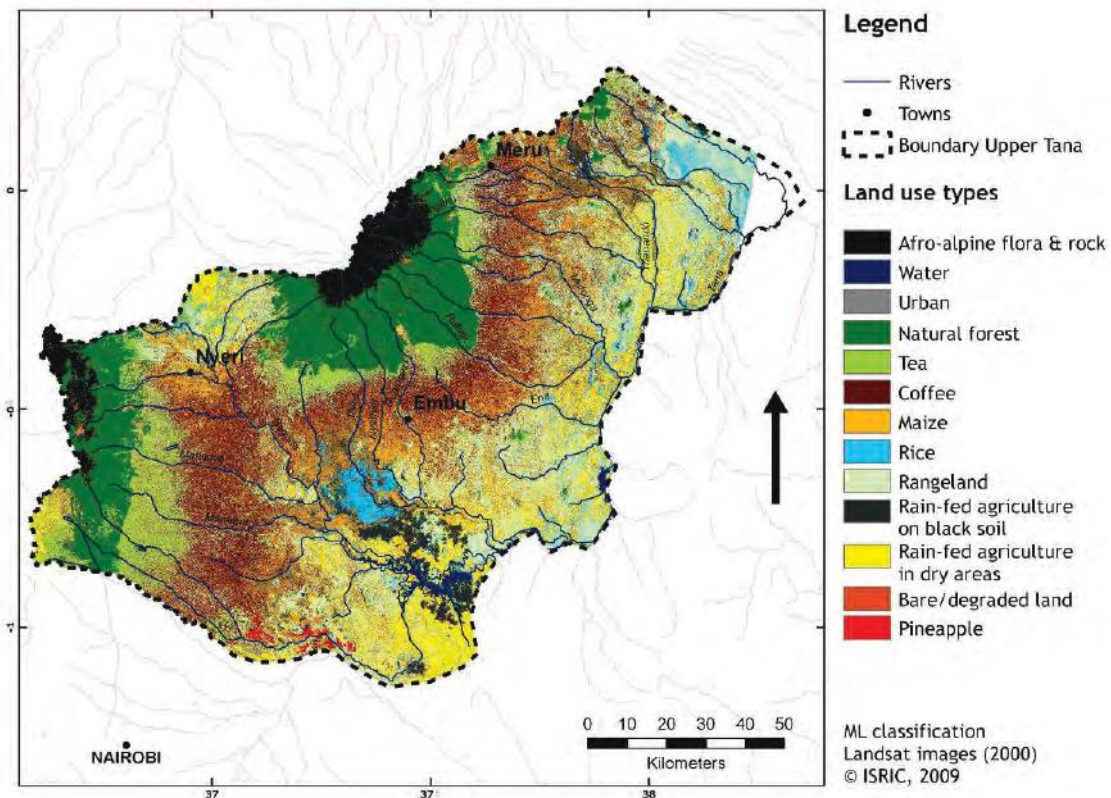 Legend
Rivers
Towns
Boundary Upper Tana
Land use types
Afro-alpine flora & rock
Water
Urban
Natural forest
Tea
Coffee
Maize
Rice
Rangeland
Rain-fed agriculture
on black soil
Rain-fed agriculture
in dry areas
Bare/degraded land
Pineapple
ML classification
Landsat images (2000)
© ISRIC, 2009
Meru
0
Nyeri
Embu
Ena
-1
0 10 20 30 40 50
Kilometers
NAIROBI
37
37
38